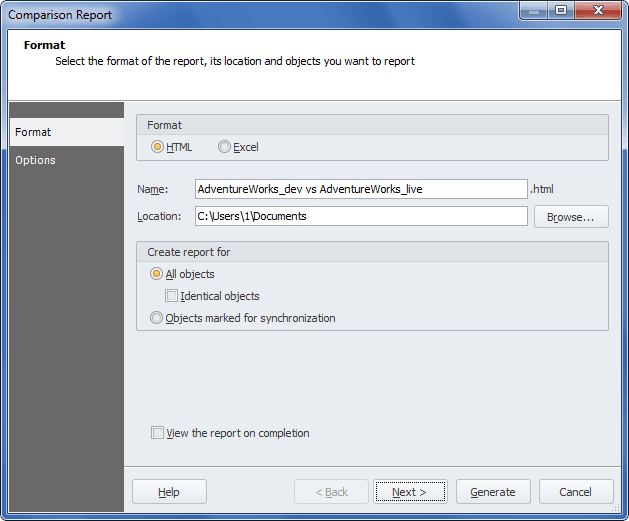 Comparison Report
Format
Select the format of the report, its location and objects you want to report
Format
Options
Format
HTML
Excel
Name:
AdventureWorks_dev vs AdventureWorks_live
.html
Location:
C:\Users\1\Documents
Browse...
Create report for
All objects
Identical objects
Objects marked for synchronization
View the report on completion
Help
< Back
Next >
Generate
Cancel